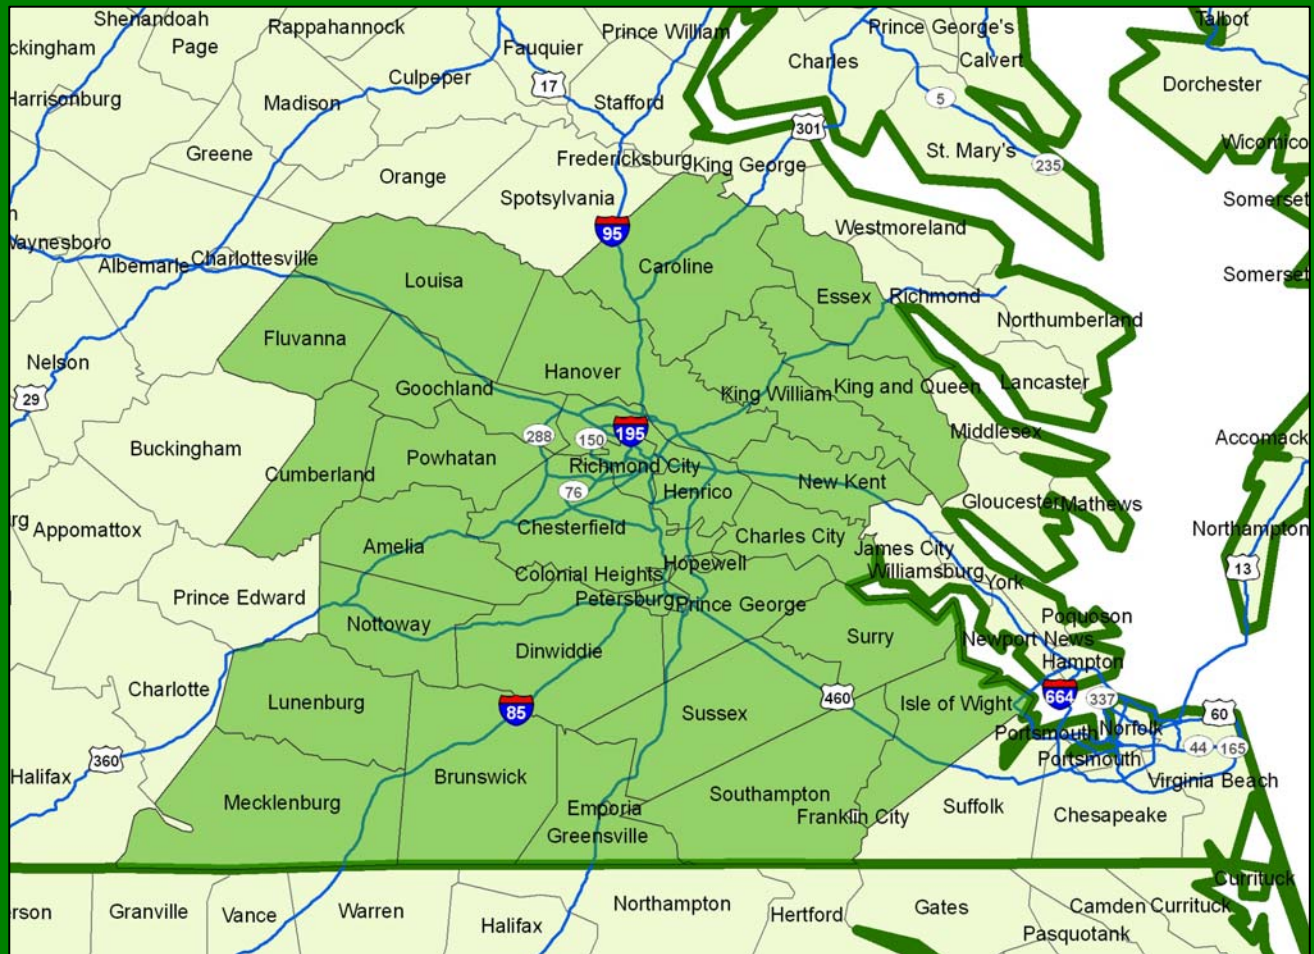 Shenandoah
Rappahannock
Prince William
Prince George's
Talbot
ckingham
Page
Fauquier
Charles
Calvert
Culpeper
17
Dorchester
Harrisonburg
Madison
Stafford
5
301
Greene
Fredericksburg
King George
St. Mary's
235
Wicomico
Orange
Spotsylvania
Somerset
95
Westmoreland
Waynesboro
Albemarle
Charlottesville
Louisa
Caroline
Somerset
Essex
Richmond
Fluvanna
Northumberland
Nelson
Hanover
29
Goochland
King William
King and Queen
Lancaster
288
150
195
Middlesex
Accomack
Buckingham
Cumberland
Powhatan
Richmond City
76
Henrico
New Kent
Gloucester
Mathews
rg
Appomattox
Chesterfield
Charles City
Northampton
Amelia
James City
Hopewell
Williamsburg
13
Colonial Heights
York
Prince Edward
Petersburg
Prince George
Poquoson
Nottoway
Surry
Newport News
Dinwiddie
Hampton
Charlotte
Lunenburg
85
460
Isle of Wight
664
337
Sussex
60
Portsmouth
Norfolk
44
165
360
Portsmouth
Halifax
Brunswick
Virginia Beach
Mecklenburg
Emporia
Southampton
Suffolk
Franklin City
Chesapeake
Greensville
Currituck
erson
Granville
Vance
Warren
Halifax
Northampton
Hertford
Gates
Camden
Currituck
Pasquotank